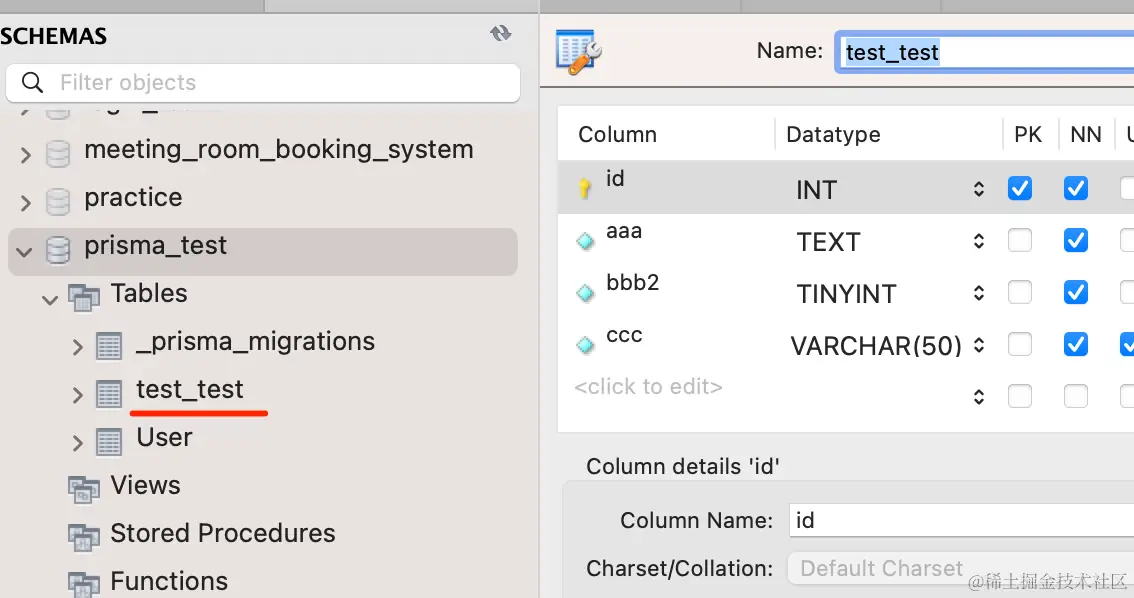 SCHEMAS
Filter objects
meeting_room_booking_system
practice
prisma_test
Tables
_prisma_migrations
test_test
User
Views
Stored Procedures
Functions
Name: test_test
Column Datatype PK NN
id INT
aaa TEXT
bbb2 TINYINT
ccc VARCHAR(50)
<click to edit>
Column details 'id'
Column Name: id
Charset/Collation: Default Charset
@稀土掘金技术社区